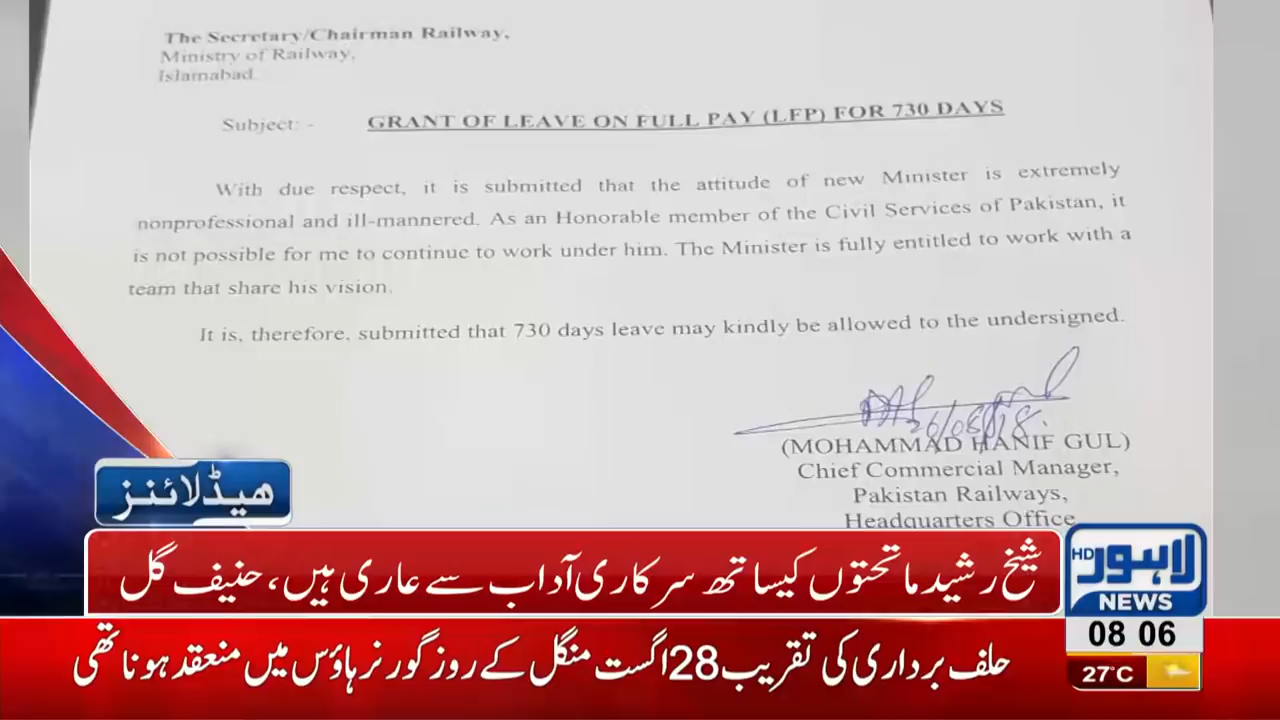 The Secretary/Chairman Railway,
Ministry of Railway,
Islamabad.
Subject: - GRANT OF LEAVE ON FULL PAY (LFP) FOR 730 DAYS
With due respect, it is submitted that the attitude of new Minister is extremely
nonprofessional and ill-mannered. As an Honorable member of the Civil Services of Pakistan, it
is not possible for me to continue to work under him. The Minister is fully entitled to work with a
team that share his vision.
It is, therefore, submitted that 730 days leave may kindly be allowed to the undersigned.
26/08/18.
(MOHAMMAD HANIF GUL)
Chief Commercial Manager,
Pakistan Railways,
Headquarters Office
ہیڈلائنز
شیخ رشید ماتحتوں کیساتھ سرکاری آداب سے عاری ہیں، حنیف گل
HD لاہور
NEWS
08 06
27°C
حلف برداری کی تقریب 28 اگست منگل کے روز گورنر ہاؤس میں منعقد ہونا تھی